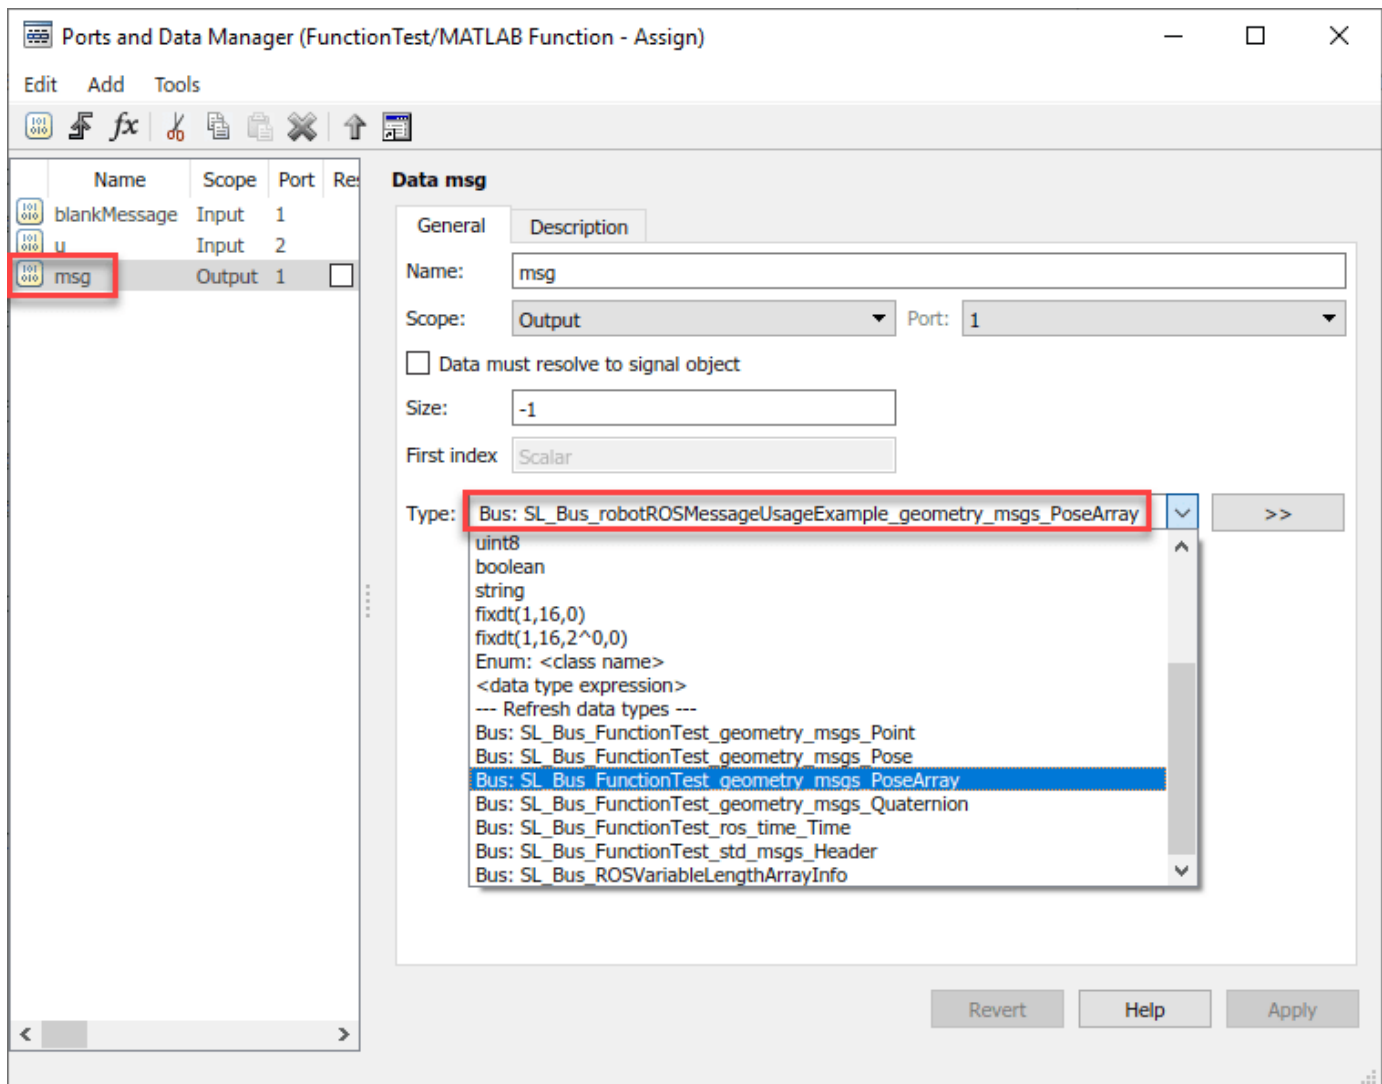 Ports and Data Manager (FunctionTest/MATLAB Function - Assign)
Edit Add Tools
fx
Name Scope Port Res
blankMessage Input 1
u Input 2
msg Output 1
Data msg
General Description
Name: msg
Scope: Output Port: 1
Data must resolve to signal object
Size: -1
First index Scalar
Type: Bus: SL_Bus_robotROSMessageUsageExample_geometry_msgs_PoseArray >>
uint8
boolean
string
fixdt(1,16,0)
fixdt(1,16,2^0,0)
Enum: <class name>
<data type expression>
--- Refresh data types ---
Bus: SL_Bus_FunctionTest_geometry_msgs_Point
Bus: SL_Bus_FunctionTest_geometry_msgs_Pose
Bus: SL_Bus_FunctionTest_geometry_msgs_PoseArray
Bus: SL_Bus_FunctionTest_geometry_msgs_Quaternion
Bus: SL_Bus_FunctionTest_ros_time_Time
Bus: SL_Bus_FunctionTest_std_msgs_Header
Bus: SL_Bus_ROSVariableLengthArrayInfo
Revert Help Apply